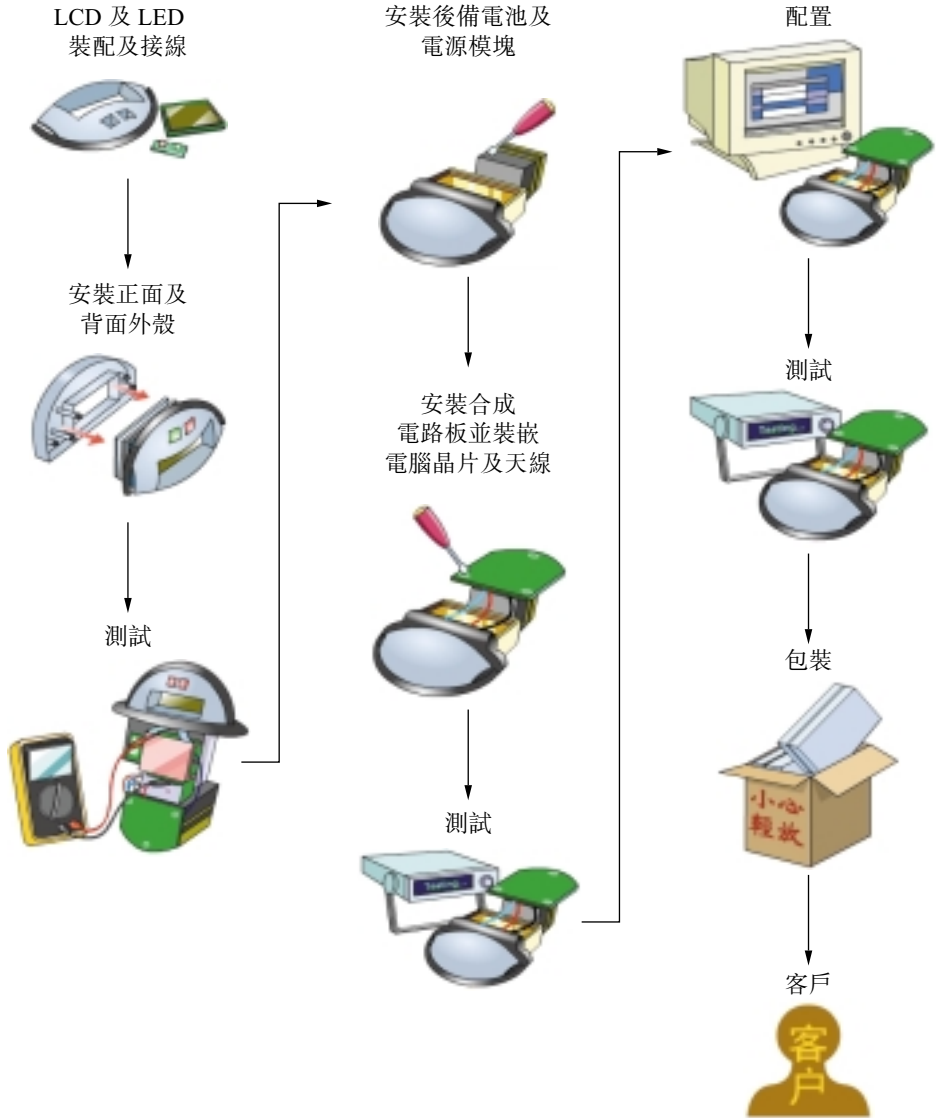 LCD 及 LED
裝配及接線
安裝正面及
背面外殼
測試
安裝後備電池及
電源模塊
安裝合成
電路板並裝嵌
電腦晶片及天線
測試
Testing...
配置
測試
Testing...
包裝
小心
輕放
客戶
客戶